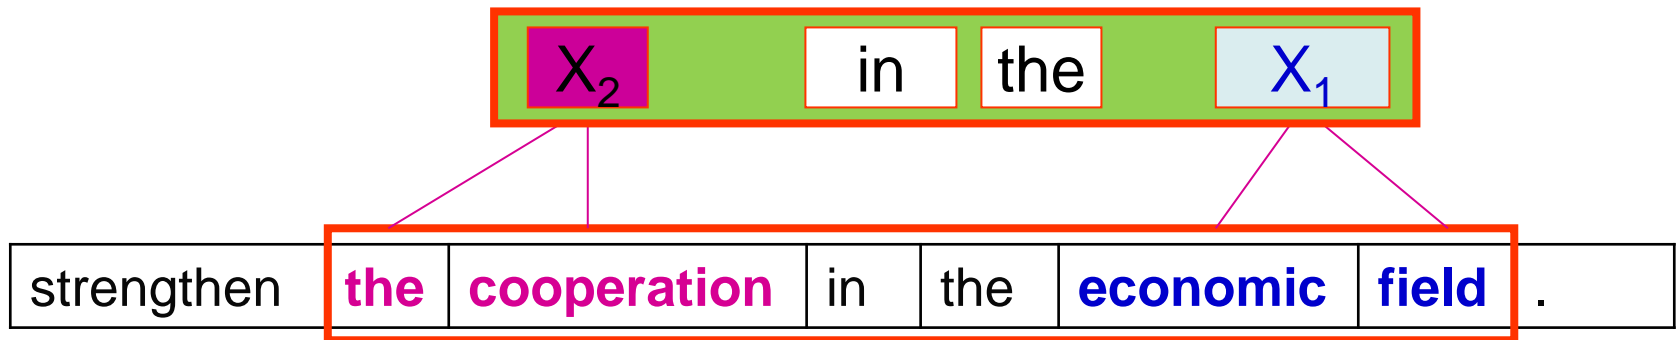 X₂ in the X₁
strengthen the cooperation in the economic field .